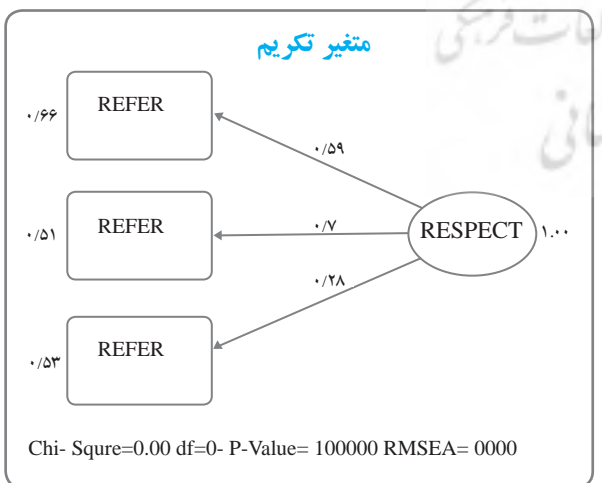 متغیر تکریم
REFER
۰/۶۶
۰/۵۹
REFER
۰/۵۱
۰/۷
RESPECT
۱.۰۰
۰/۲۸
REFER
۰/۵۳
Chi- Squre=0.00 df=0- P-Value= 100000 RMSEA= 0000